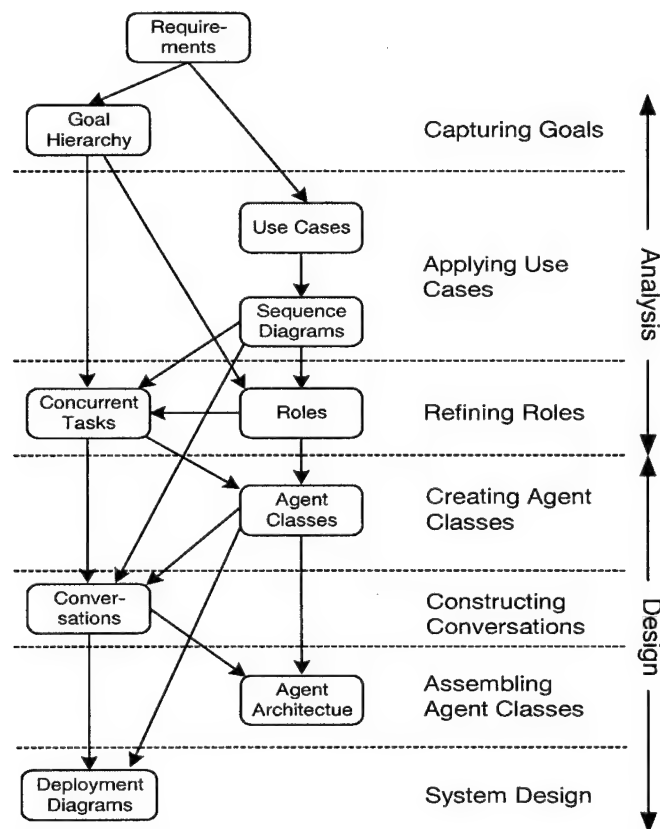 Require-
ments
Goal
Hierarchy
Capturing Goals
Use Cases
Applying Use
Cases
Sequence
Diagrams
Analysis
Concurrent
Tasks
Roles
Refining Roles
Agent
Classes
Creating Agent
Classes
Conver-
sations
Constructing
Conversations
Design
Agent
Architectue
Assembling
Agent Classes
Deployment
Diagrams
System Design